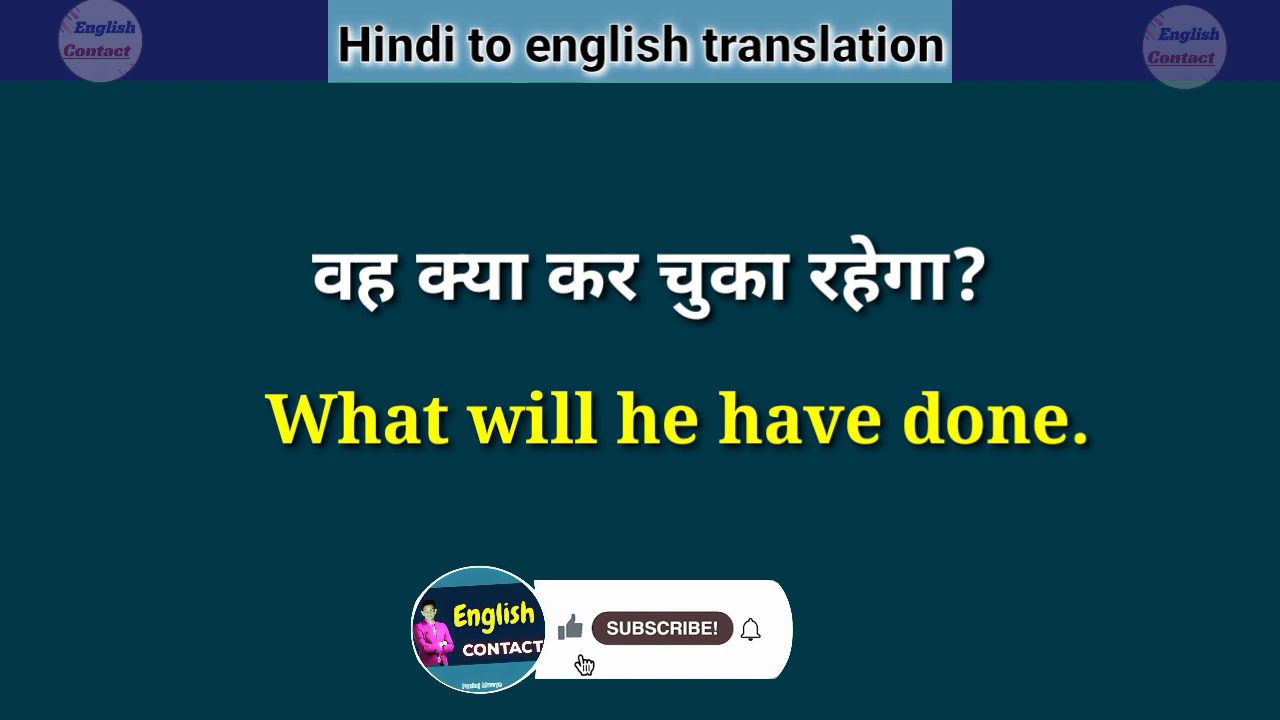 English
Contact
Hindi to english translation
English
Contact
वह क्या कर चुका रहेगा?
What will he have done.
English
CONTACT
SUBSCRIBE!